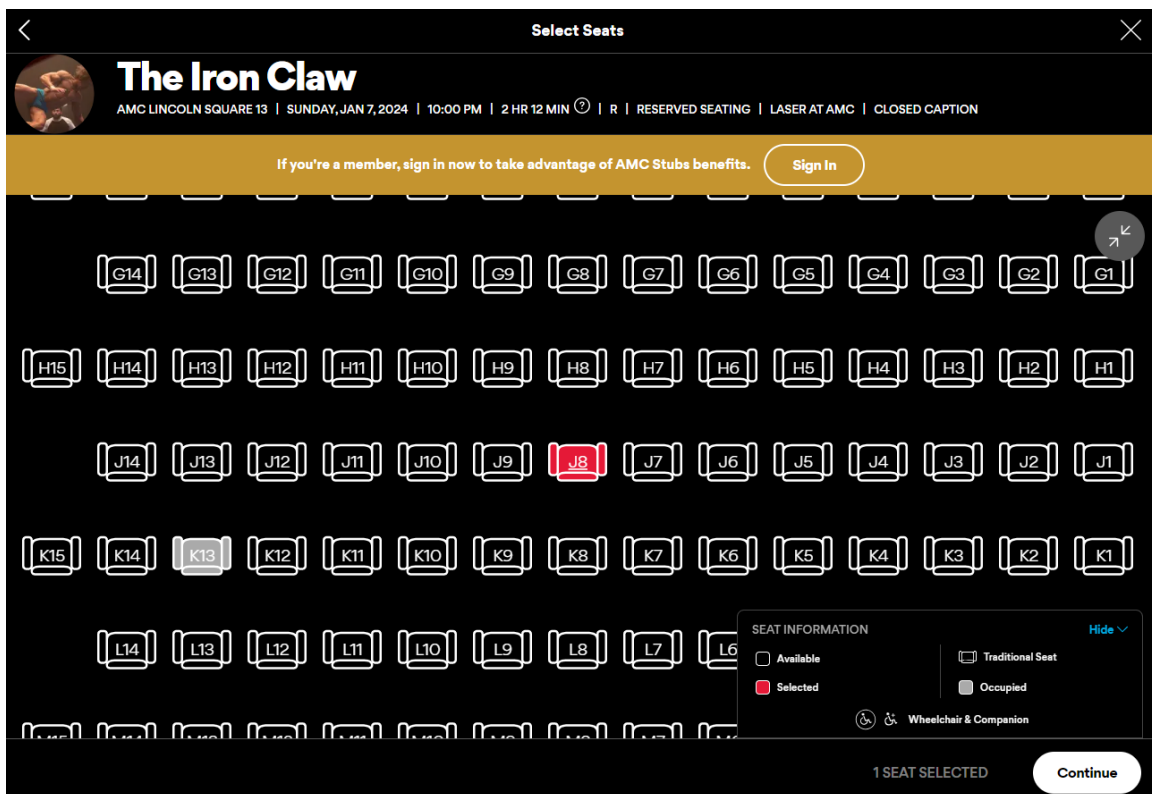 Select Seats
The Iron Claw
AMC LINCOLN SQUARE 13 | SUNDAY, JAN 7, 2024 | 10:00 PM | 2 HR 12 MIN ? | R | RESERVED SEATING | LASER AT AMC | CLOSED CAPTION
If you're a member, sign in now to take advantage of AMC Stubs benefits. Sign In
G14 G13 G12 G11 G10 G9 G8 G7 G6 G5 G4 G3 G2 G1
H15 H14 H13 H12 H11 H10 H9 H8 H7 H6 H5 H4 H3 H2 H1
J14 J13 J12 J11 J10 J9 J8 J7 J6 J5 J4 J3 J2 J1
K15 K14 K13 K12 K11 K10 K9 K8 K7 K6 K5 K4 K3 K2 K1
L14 L13 L12 L11 L10 L9 L8 L7 L6
SEAT INFORMATION Hide
Available Traditional Seat
Selected Occupied
Wheelchair & Companion
1 SEAT SELECTED Continue